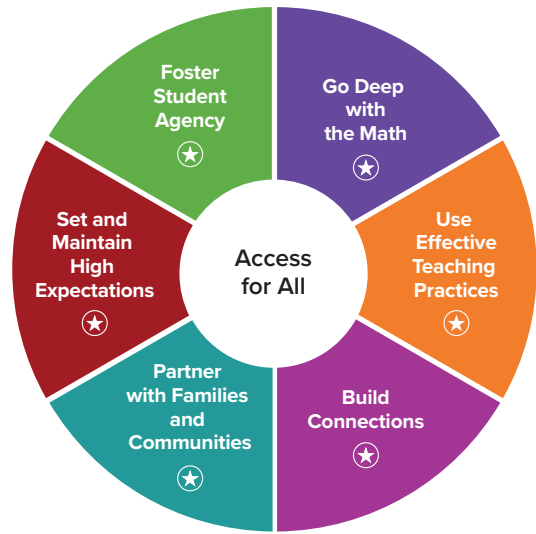 Foster
Student
Agency
Go Deep
with
the Math
Set and
Maintain
High
Expectations
Access
for All
Use
Effective
Teaching
Practices
Partner
with Families
and
Communities
Build
Connections